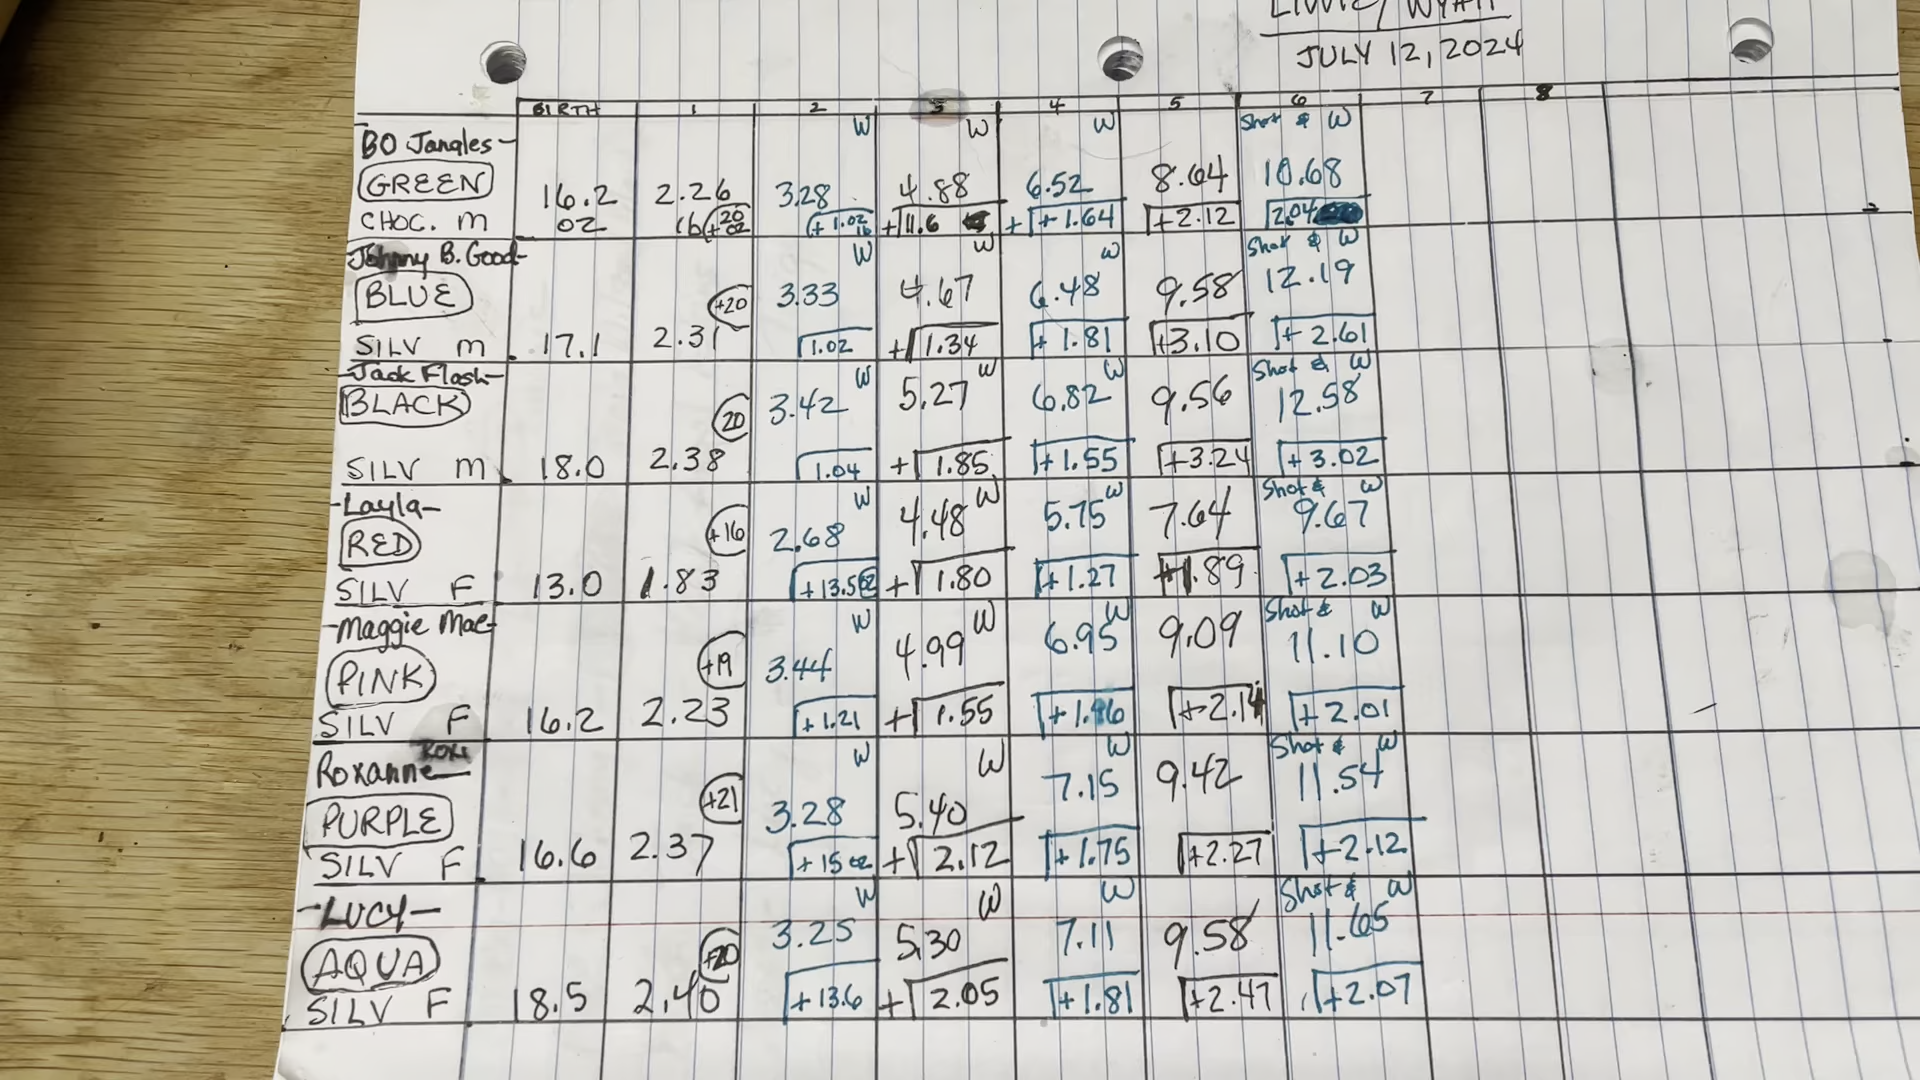 JULY 12, 2024
BIRTH 1 2 3 4 5 6 7 8
W W W Shot & W
BO Jangles-
GREEN 16.2 2.26 3.28 4.88 6.52 8.64 10.68
CHOC. M OZ 1b +20 oz + 1.02 lb + 11.6 + + 1.64 +2.12 2.04
Johnny B. Good- W W W Shot & W
BLUE +20 3.33 4.67 6.48 9.58 12.19
SILV M 17.1 2.31 1.02 + 1.34 + 1.81 +3.10 + 2.61
-Jack Flash- W W W Shot & W
BLACK 20 3.42 5.27 6.82 9.56 12.58
SILV M 18.0 2.38 1.04 + 1.85 + 1.55 +3.24 + 3.02
-Layla- W W W Shot & W
RED +16 2.68 4.48 5.75 7.64 9.67
SILV F 13.0 1.83 + 13.5 oz + 1.80 + 1.27 +1.89 + 2.03
-Maggie Mae- W W W Shot & W
PINK +19 3.44 4.99 6.95 9.09 11.10
SILV F 16.2 2.23 + 1.21 + 1.55 + 1.96 +2.14 + 2.01
Roxanne W W W Shot & W
PURPLE +21 3.28 5.40 7.15 9.42 11.54
SILV F 16.6 2.37 + 15 oz + 2.12 + 1.75 +2.27 +2.12
-LUCY- W W W Shot & W
AQUA +20 3.25 5.30 7.11 9.58 11.65
SILV F 18.5 2.40 + 13.6 + 2.05 + 1.81 +2.47 +2.07